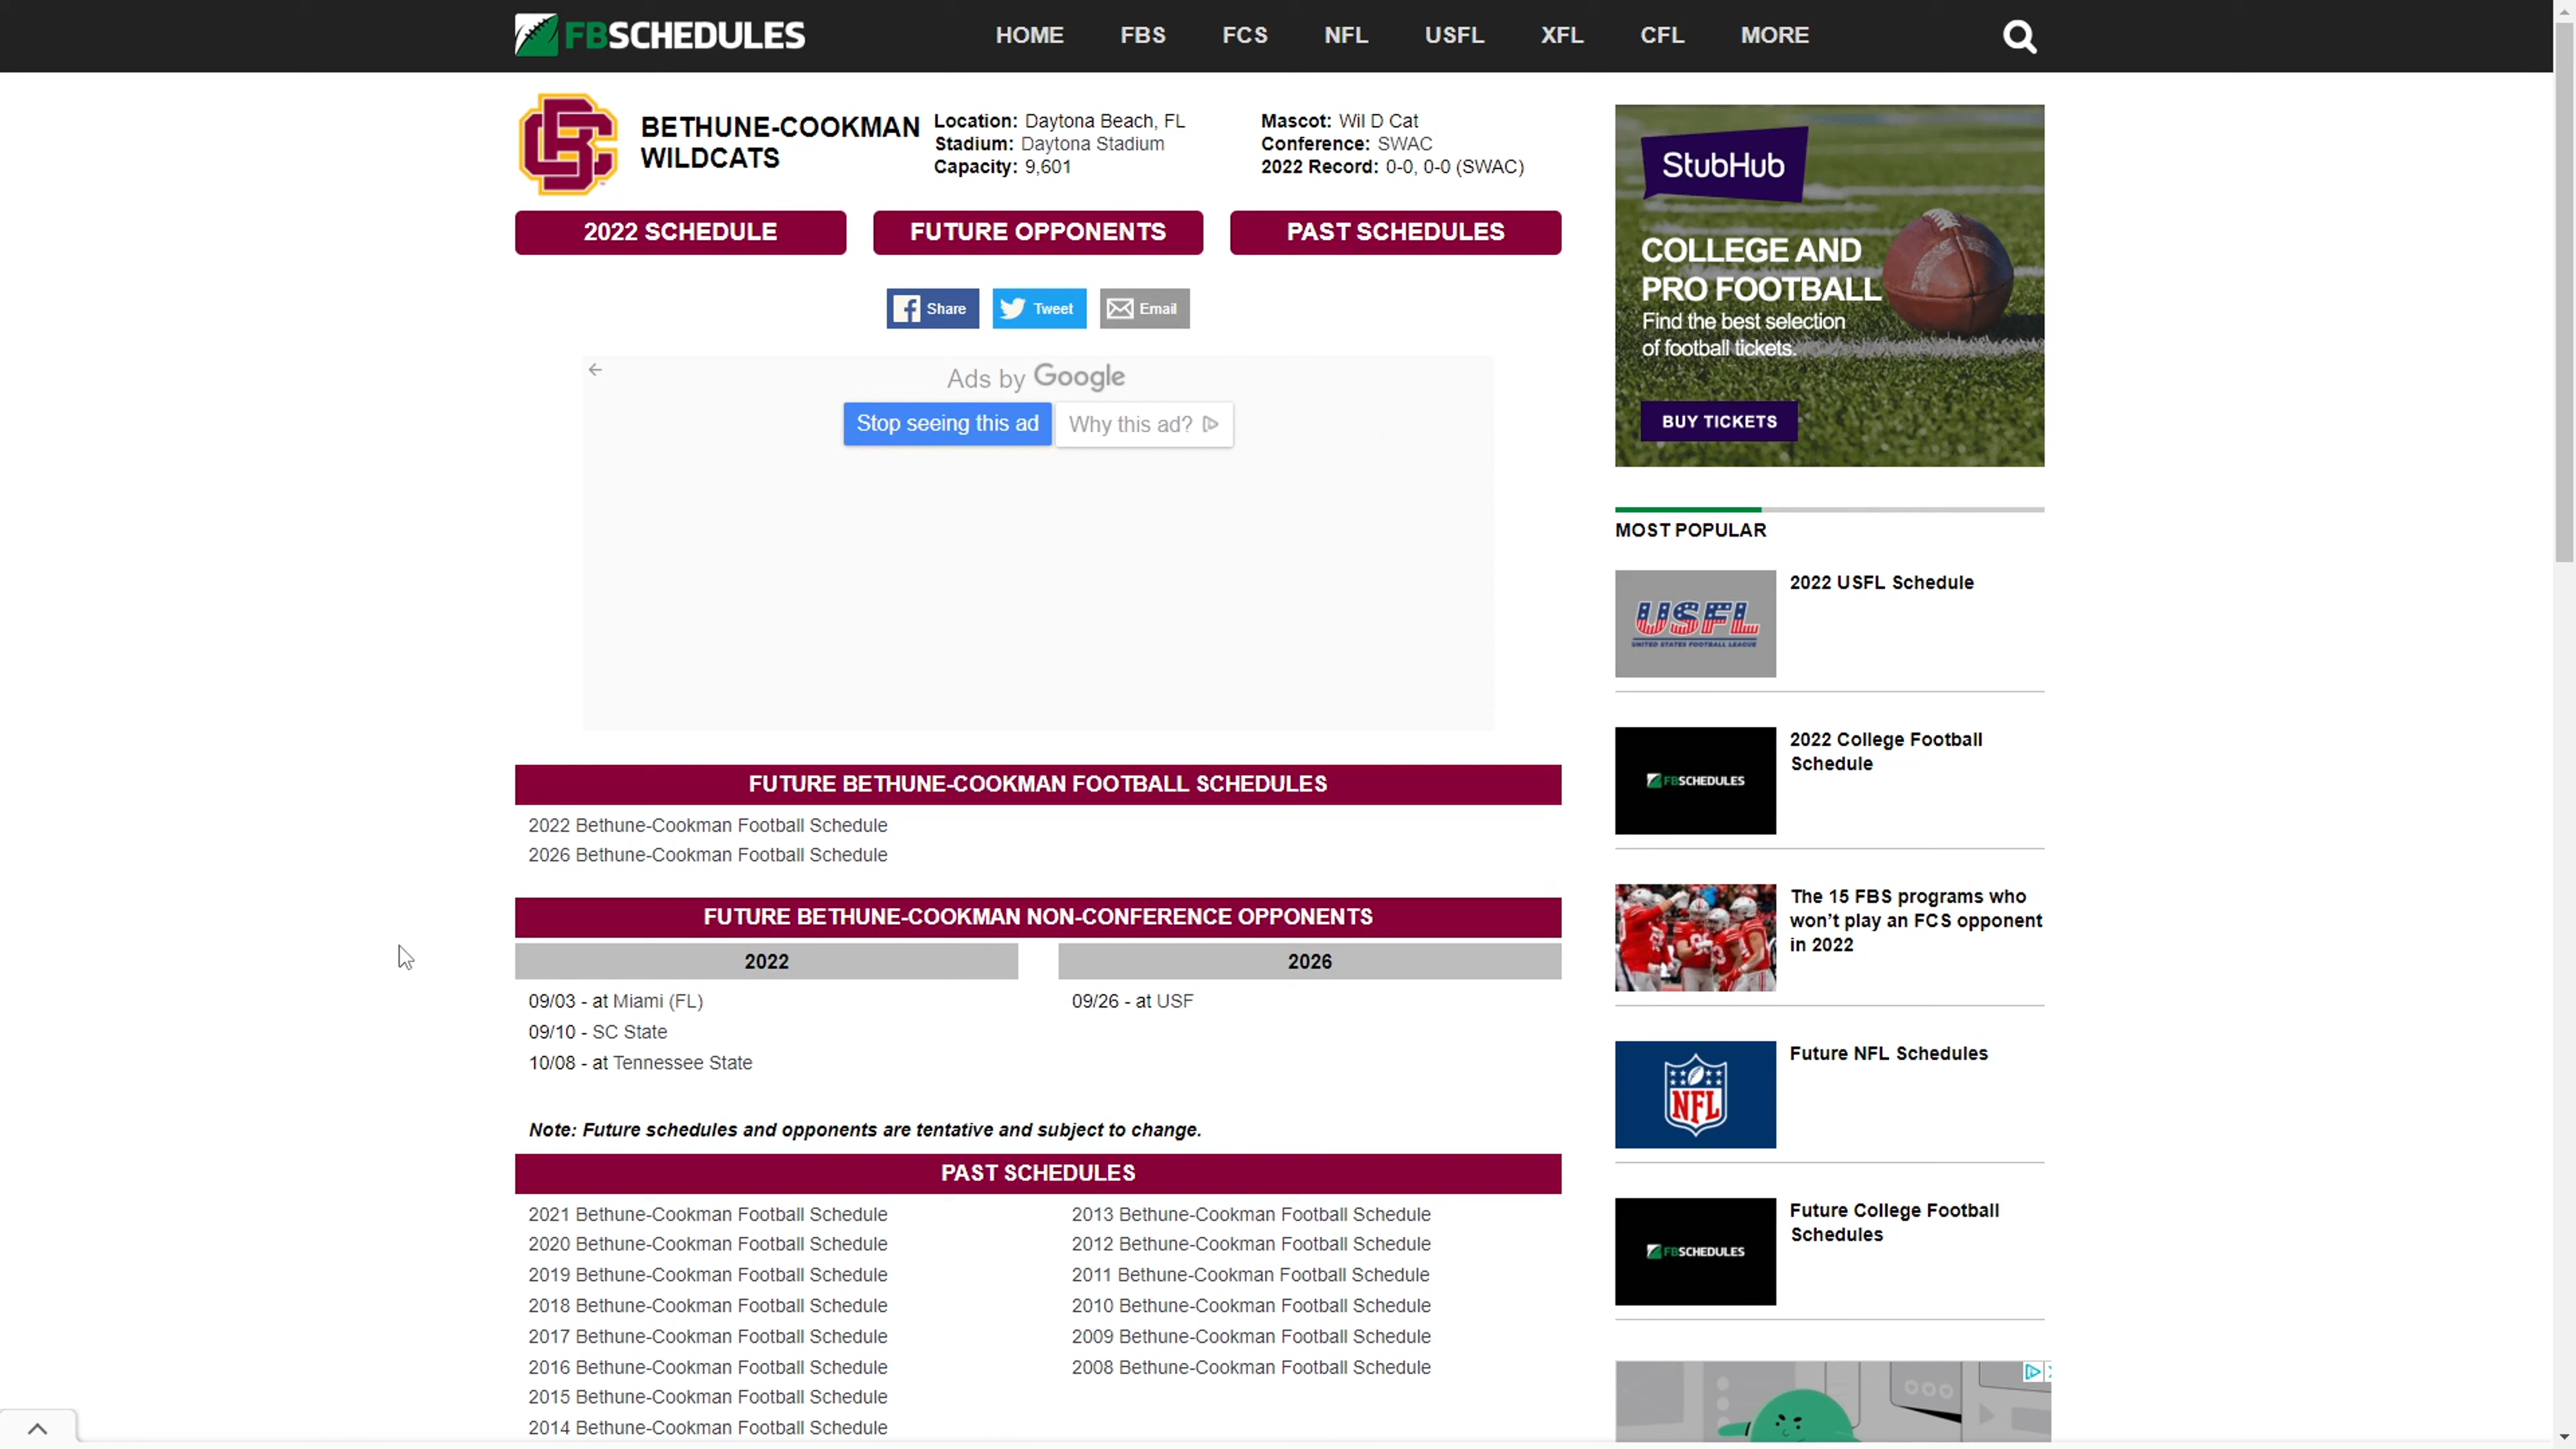 FBSCHEDULES
HOME
FBS
FCS
NFL
USFL
XFL
CFL
MORE
BETHUNE-COOKMAN
WILDCATS
Location: Daytona Beach, FL
Stadium: Daytona Stadium
Capacity: 9,601
Mascot: Wil D Cat
Conference: SWAC
2022 Record: 0-0, 0-0 (SWAC)
2022 SCHEDULE
FUTURE OPPONENTS
PAST SCHEDULES
Share
Tweet
Email
Ads by Google
Stop seeing this ad
Why this ad?
FUTURE BETHUNE-COOKMAN FOOTBALL SCHEDULES
2022 Bethune-Cookman Football Schedule
2026 Bethune-Cookman Football Schedule
FUTURE BETHUNE-COOKMAN NON-CONFERENCE OPPONENTS
2022
09/03 - at Miami (FL)
09/10 - SC State
10/08 - at Tennessee State
2026
09/26 - at USF
Note: Future schedules and opponents are tentative and subject to change.
PAST SCHEDULES
2021 Bethune-Cookman Football Schedule
2020 Bethune-Cookman Football Schedule
2019 Bethune-Cookman Football Schedule
2018 Bethune-Cookman Football Schedule
2017 Bethune-Cookman Football Schedule
2016 Bethune-Cookman Football Schedule
2015 Bethune-Cookman Football Schedule
2014 Bethune-Cookman Football Schedule
2013 Bethune-Cookman Football Schedule
2012 Bethune-Cookman Football Schedule
2011 Bethune-Cookman Football Schedule
2010 Bethune-Cookman Football Schedule
2009 Bethune-Cookman Football Schedule
2008 Bethune-Cookman Football Schedule
StubHub
COLLEGE AND
PRO FOOTBALL
Find the best selection
of football tickets.
BUY TICKETS
MOST POPULAR
USFL
UNITED STATES FOOTBALL LEAGUE
2022 USFL Schedule
FBSCHEDULES
2022 College Football
Schedule
The 15 FBS programs who
won't play an FCS opponent
in 2022
NFL
Future NFL Schedules
FBSCHEDULES
Future College Football
Schedules